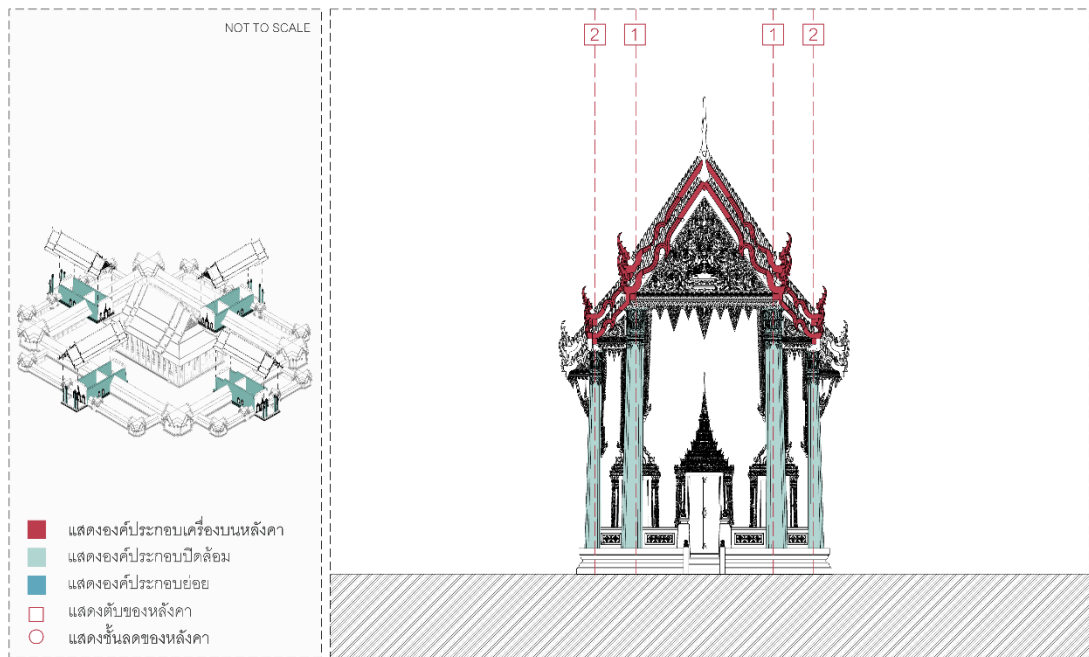 NOT TO SCALE
2 1 1 2
แสดงองค์ประกอบเครื่องบนหลังคา
แสดงองค์ประกอบปิดล้อม
แสดงองค์ประกอบย่อย
แสดงตับของหลังคา
แสดงชั้นลดของหลังคา